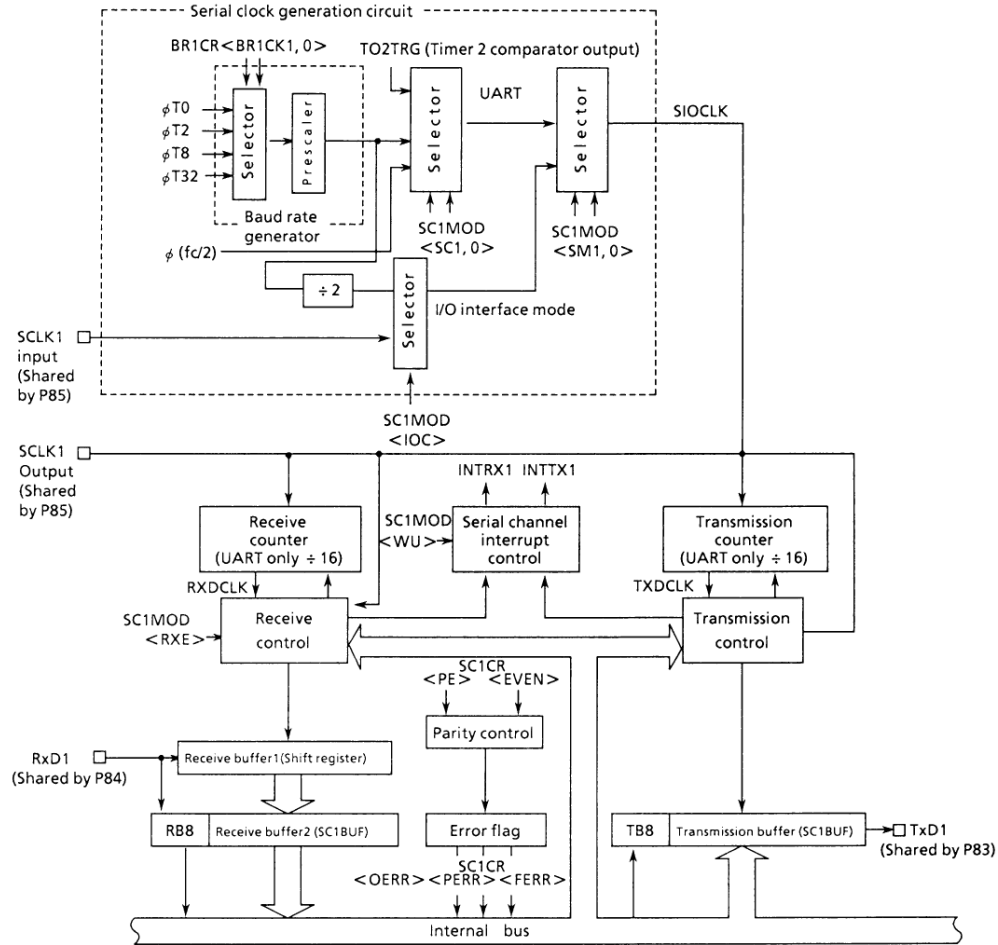 Serial clock generation circuit
BR1CR<BR1CK1, 0>
TO2TRG (Timer 2 comparator output)
UART
SIOCLK
φT0
φT2
φT8
φT32
Selector
Prescaler
Selector
Selector
Baud rate
generator
SC1MOD
<SC1, 0>
SC1MOD
<SM1, 0>
φ (fc/2)
÷ 2
Selector
I/O interface mode
SCLK1
input
(Shared
by P85)
SC1MOD
<IOC>
SCLK1
Output
(Shared
by P85)
INTRX1 INTTX1
Receive
counter
(UART only ÷ 16)
SC1MOD
<WU>
Serial channel
interrupt
control
Transmission
counter
(UART only ÷ 16)
RXDCLK
TXDCLK
SC1MOD
<RXE>
Receive
control
Transmission
control
SC1CR
<PE> <EVEN>
Parity control
RxD1
(Shared by P84)
Receive buffer1(Shift register)
RB8
Receive buffer2 (SC1BUF)
Error flag
TB8
Transmission buffer (SC1BUF)
TxD1
(Shared by P83)
SC1CR
<OERR> <PERR> <FERR>
Internal bus